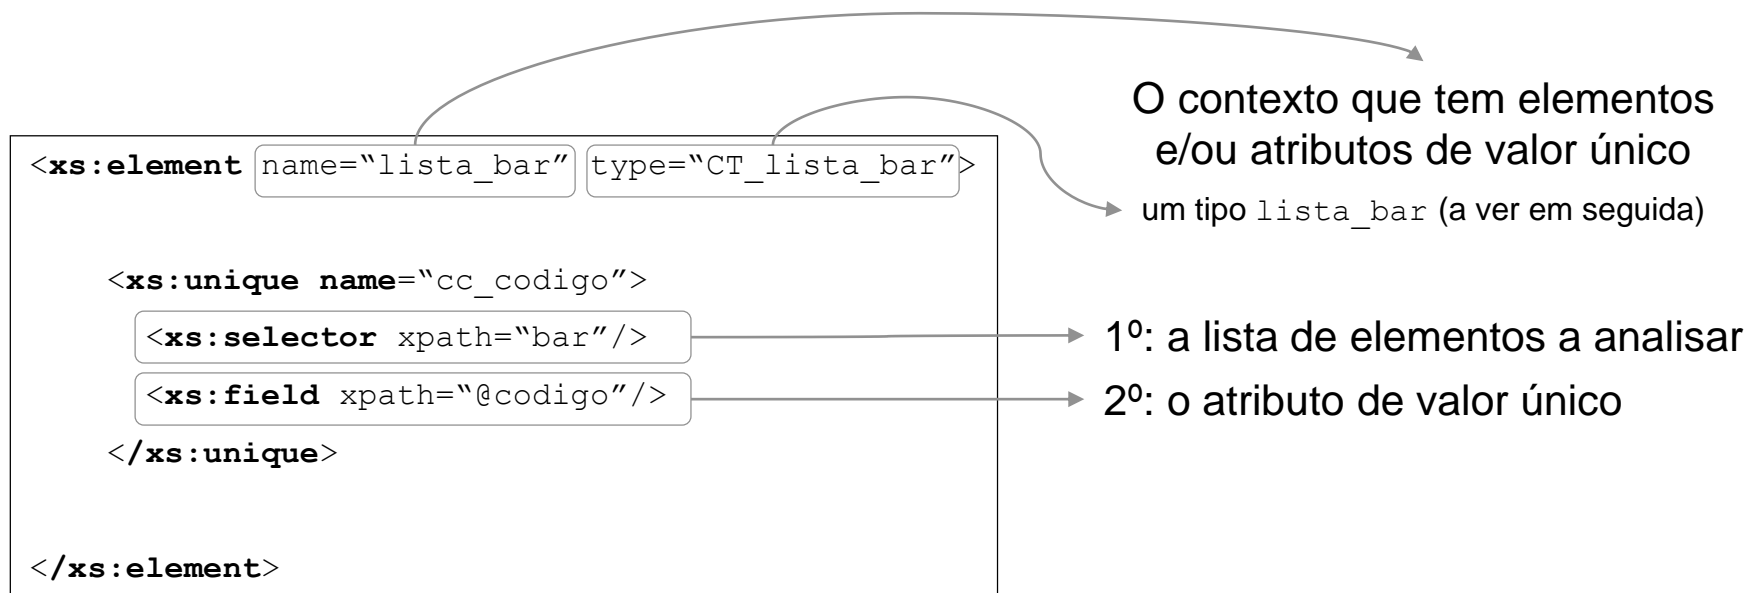 O contexto que tem elementos
e/ou atributos de valor único
<xs:element name=“lista_bar” type=“CT_lista_bar”>
um tipo lista_bar (a ver em seguida)
<xs:unique name=“cc_codigo”>
<xs:selector xpath=“bar”/>
1º: a lista de elementos a analisar
<xs:field xpath=“@codigo”/>
2º: o atributo de valor único
</xs:unique>
</xs:element>